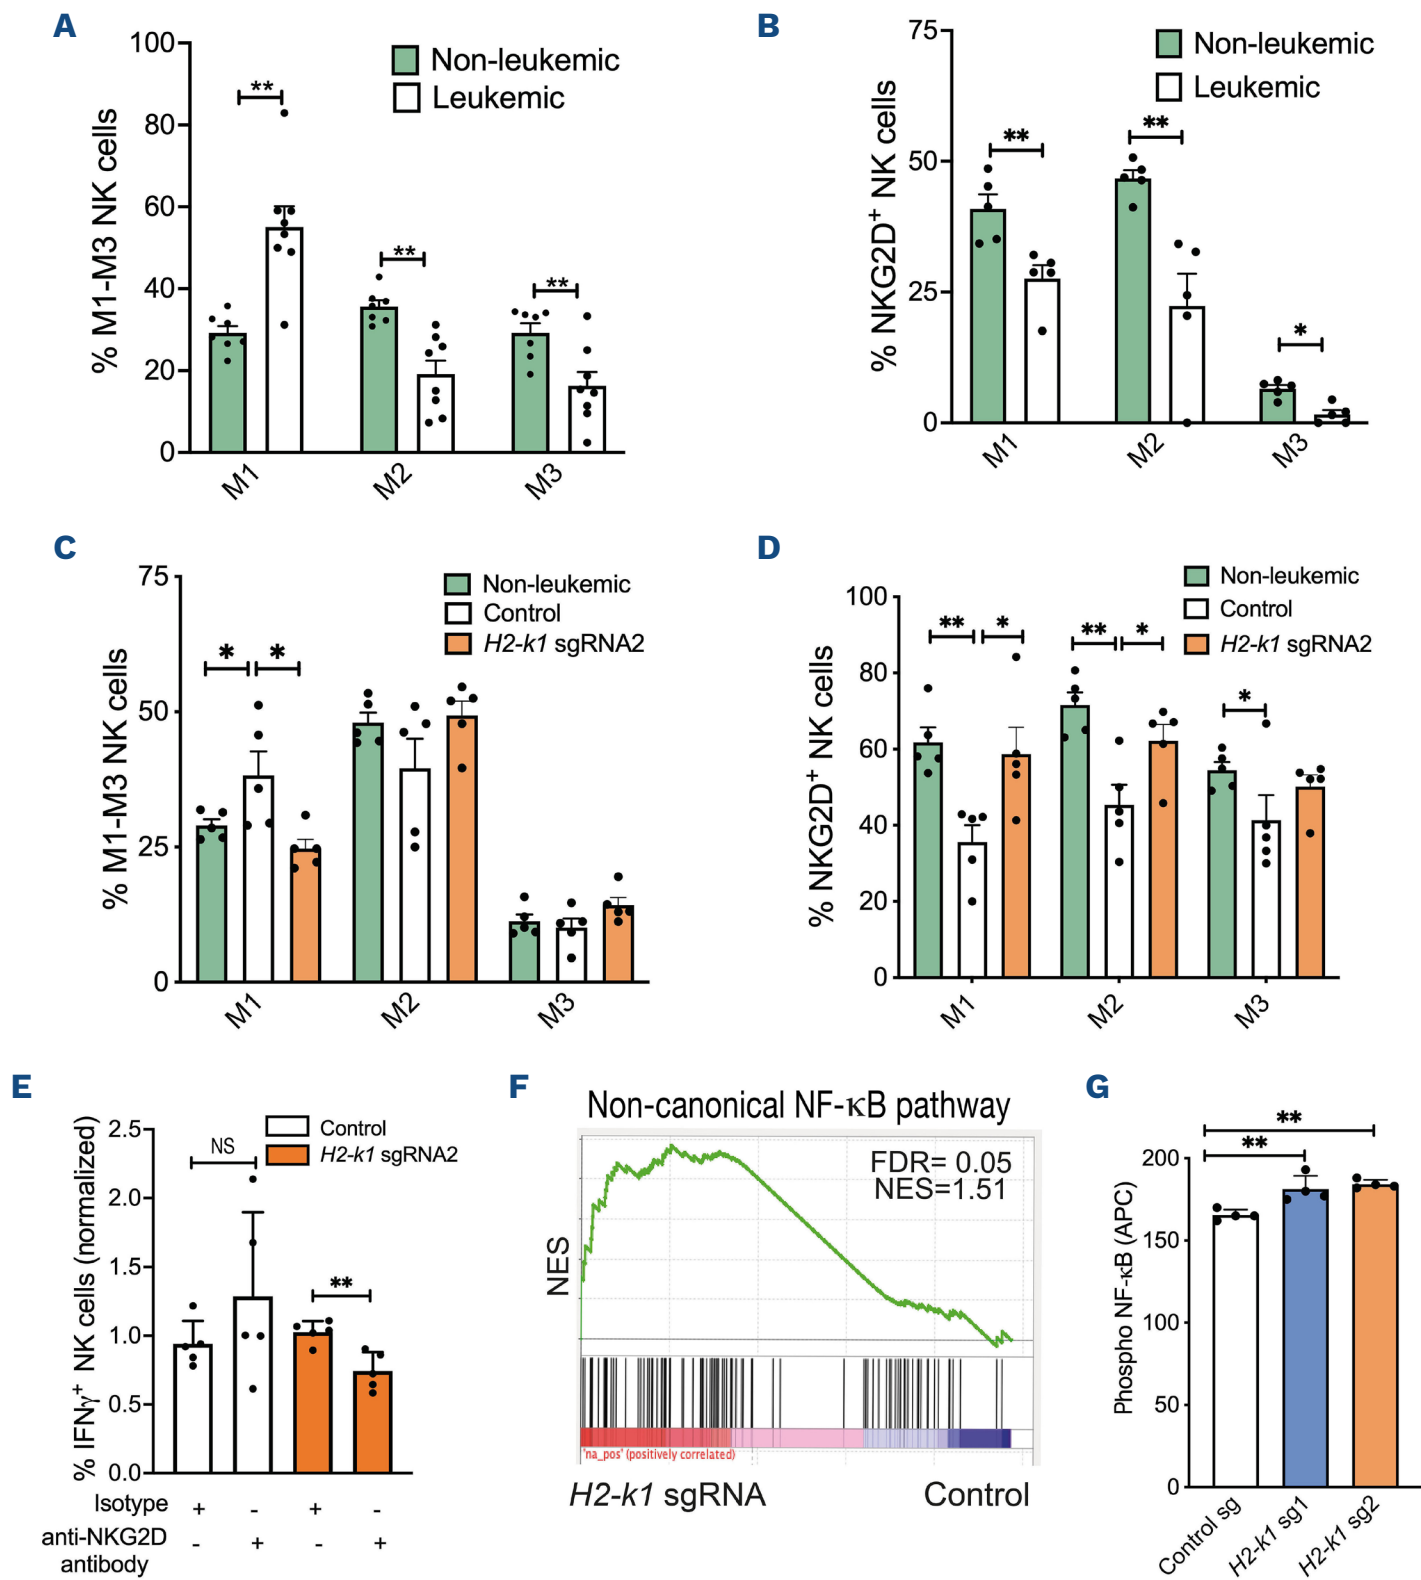 A
100
80
60
40
20
0
% M1-M3 NK cells
Non-leukemic
Leukemic
**
**
**
M1
M2
M3
B
75
50
25
0
% NKG2D+ NK cells
Non-leukemic
Leukemic
**
**
*
M1
M2
M3
C
75
50
25
0
% M1-M3 NK cells
Non-leukemic
Control
H2-k1 sgRNA2
*
*
M1
M2
M3
D
100
80
60
40
20
0
% NKG2D+ NK cells
Non-leukemic
Control
H2-k1 sgRNA2
**
*
**
*
*
M1
M2
M3
E
2.5
2.0
1.5
1.0
0.5
0.0
% IFNγ+ NK cells (normalized)
Control
H2-k1 sgRNA2
NS
**
Isotype + - + -
anti-NKG2D - + - +
antibody
F
Non-canonical NF-κB pathway
FDR= 0.05
NES=1.51
NES
'na_pos' (positively correlated)
H2-k1 sgRNA Control
G
**
**
200
150
100
50
0
Phospho NF-κB (APC)
Control sg
H2-k1 sg1
H2-k1 sg2